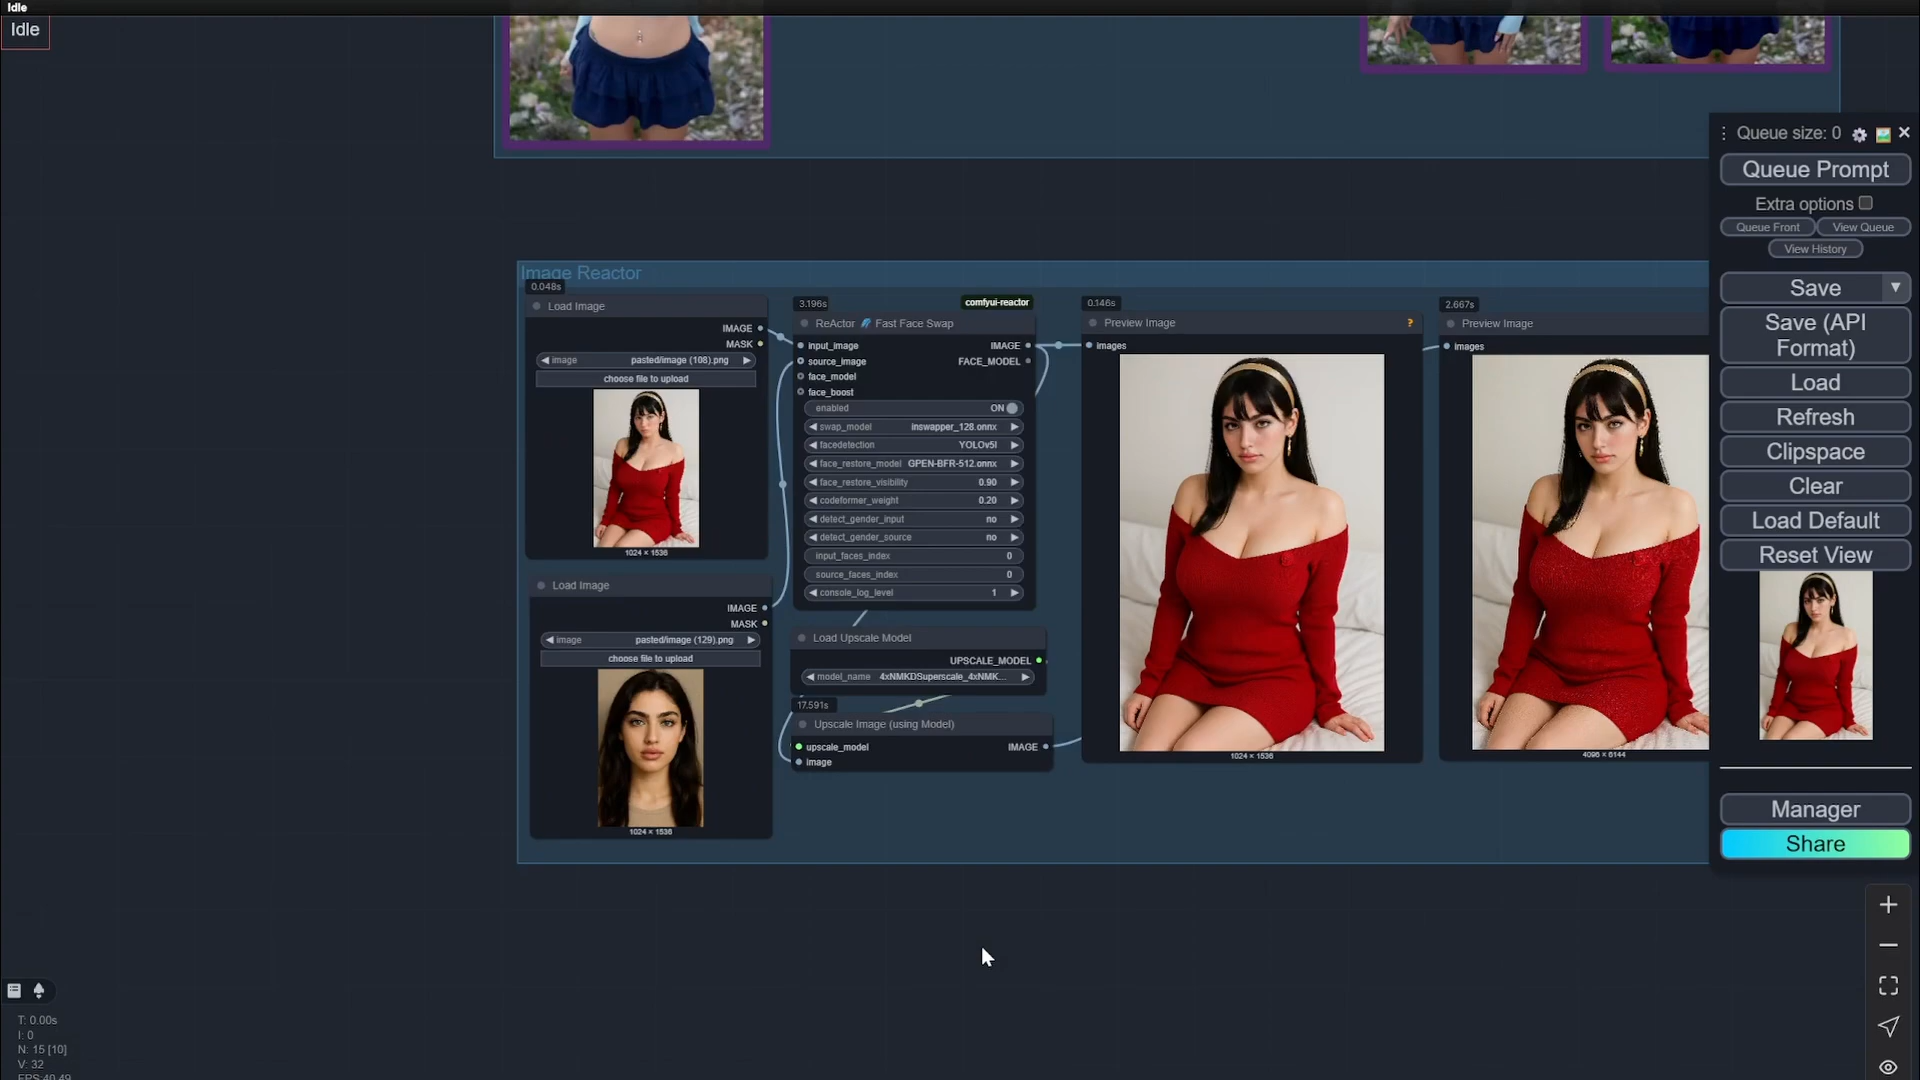 Idle
Idle
Queue size: 0
Queue Prompt
Extra options
Queue Front
View Queue
View History
Save
▼
Save (API
Format)
Load
Refresh
Clipspace
Clear
Load Default
Reset View
Manager
Share
Image Reactor
0.048s
Load Image
IMAGE
MASK
image pasted/image (108).png
choose file to upload
1024 × 1536
Load Image
IMAGE
MASK
image pasted/image (129).png
choose file to upload
1024 × 1536
3.196s
comfyui-reactor
ReActor Fast Face Swap
input_image IMAGE
source_image FACE_MODEL
face_model
face_boost
enabled ON
swap_model inswapper_128.onnx
facedetection YOLOv5l
face_restore_model GPEN-BFR-512.onnx
face_restore_visibility 0.90
codeformer_weight 0.20
detect_gender_input no
detect_gender_source no
input_faces_index 0
source_faces_index 0
console_log_level 1
Load Upscale Model
UPSCALE_MODEL
model_name 4xNMKDSuperscale_4xNMK...
17.591s
Upscale Image (using Model)
upscale_model IMAGE
image
0.146s
Preview Image ?
images
1024 × 1536
2.667s
Preview Image
images
4096 × 6144
T: 0.00s
I: 0
N: 15 [10]
V: 32
FPS:40.49